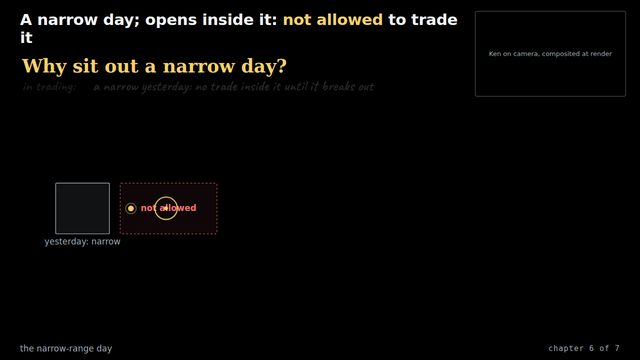 A narrow day; opens inside it: not allowed to trade
it
Ken on camera, composited at render
Why sit out a narrow day?
in trading: a narrow yesterday: no trade inside it until it breaks out
not allowed
yesterday: narrow
the narrow-range day
chapter 6 of 7